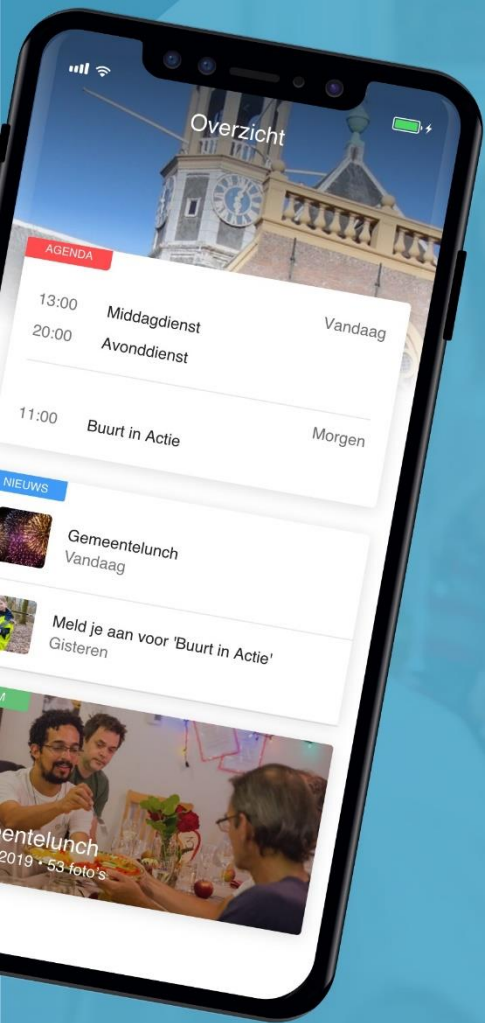 Overzicht
AGENDA
13:00 Middagdienst Vandaag
20:00 Avonddienst
11:00 Buurt in Actie Morgen
NIEUWS
Gemeentelunch
Vandaag
Meld je aan voor 'Buurt in Actie'
Gisteren
2019 • 53 foto's